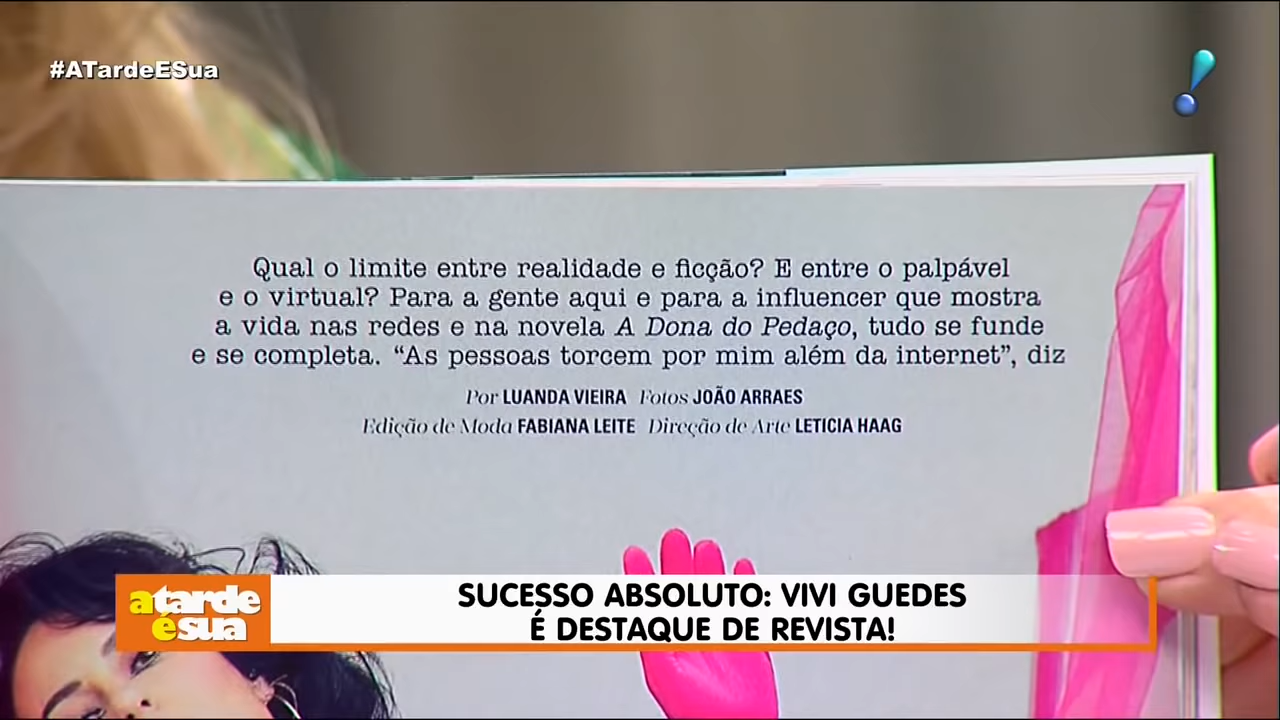 #ATardeESua
Qual o limite entre realidade e ficção? E entre o palpável
e o virtual? Para a gente aqui e para a influencer que mostra
a vida nas redes e na novela A Dona do Pedaço, tudo se funde
e se completa. “As pessoas torcem por mim além da internet”, diz
Por LUANDA VIEIRA Fotos JOÃO ARRAES
Edição de Moda FABIANA LEITE Direção de Arte LETICIA HAAG
a tarde
é sua
SUCESSO ABSOLUTO: VIVI GUEDES
É DESTAQUE DE REVISTA!